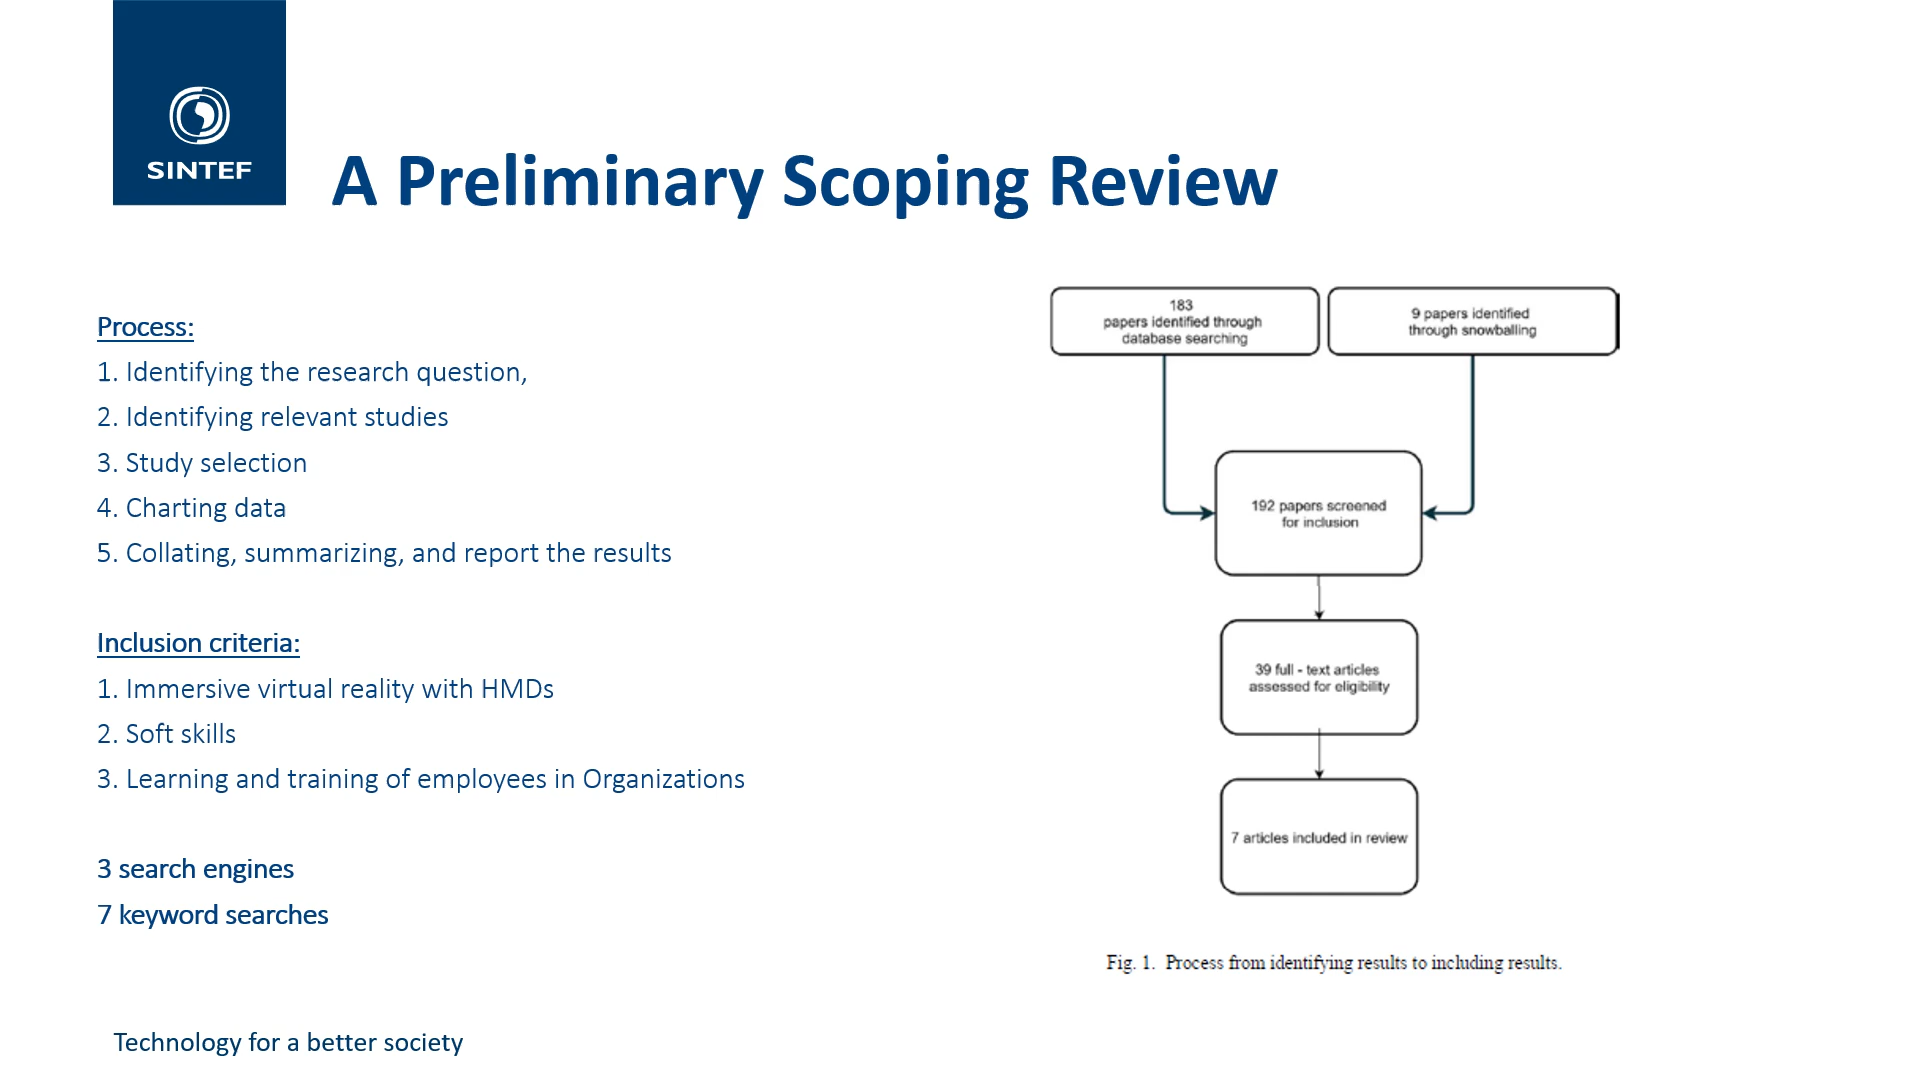 SINTEF
A Preliminary Scoping Review
Process:
1. Identifying the research question,
2. Identifying relevant studies
3. Study selection
4. Charting data
5. Collating, summarizing, and report the results
Inclusion criteria:
1. Immersive virtual reality with HMDs
2. Soft skills
3. Learning and training of employees in Organizations
3 search engines
7 keyword searches
183
papers identified through
database searching
9 papers identified
through snowballing
192 papers screened
for inclusion
39 full - text articles
assessed for eligibility
7 articles included in review
Fig. 1. Process from identifying results to including results.
Technology for a better society